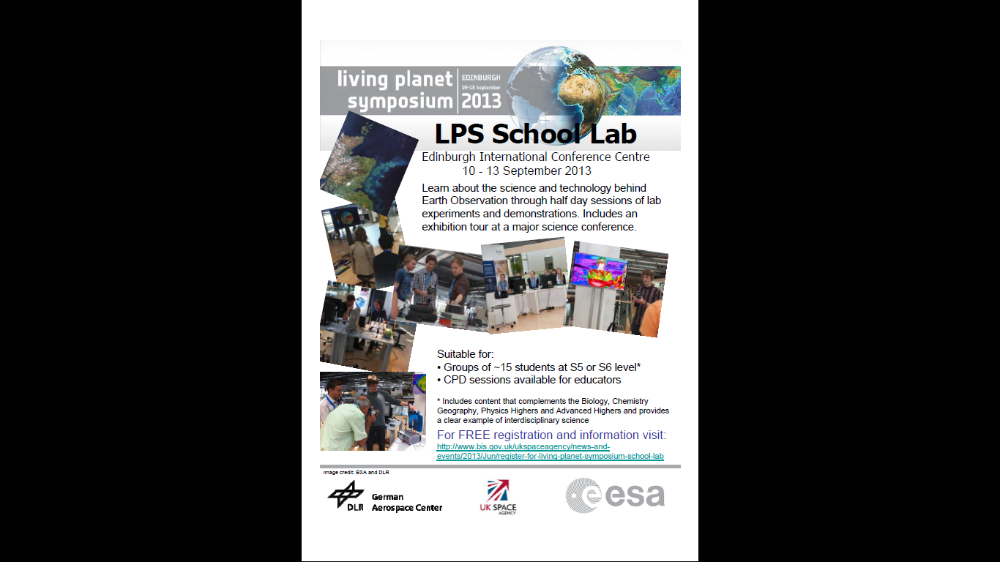 living planet
symposium
EDINBURGH
09-13 September
2013
LPS School Lab
Edinburgh International Conference Centre
10 - 13 September 2013
Learn about the science and technology behind
Earth Observation through half day sessions of lab
experiments and demonstrations. Includes an
exhibition tour at a major science conference.
Suitable for:
• Groups of ~15 students at S5 or S6 level*
• CPD sessions available for educators
* Includes content that complements the Biology, Chemistry
Geography, Physics Highers and Advanced Highers and provides
a clear example of interdisciplinary science
For FREE registration and information visit:
http://www.bis.gov.uk/ukspaceagency/news-and-
events/2013/Jun/register-for-living-planet-symposium-school-lab
Image credit: ESA and DLR
DLR
German
Aerospace Center
UK SPACE
AGENCY
esa